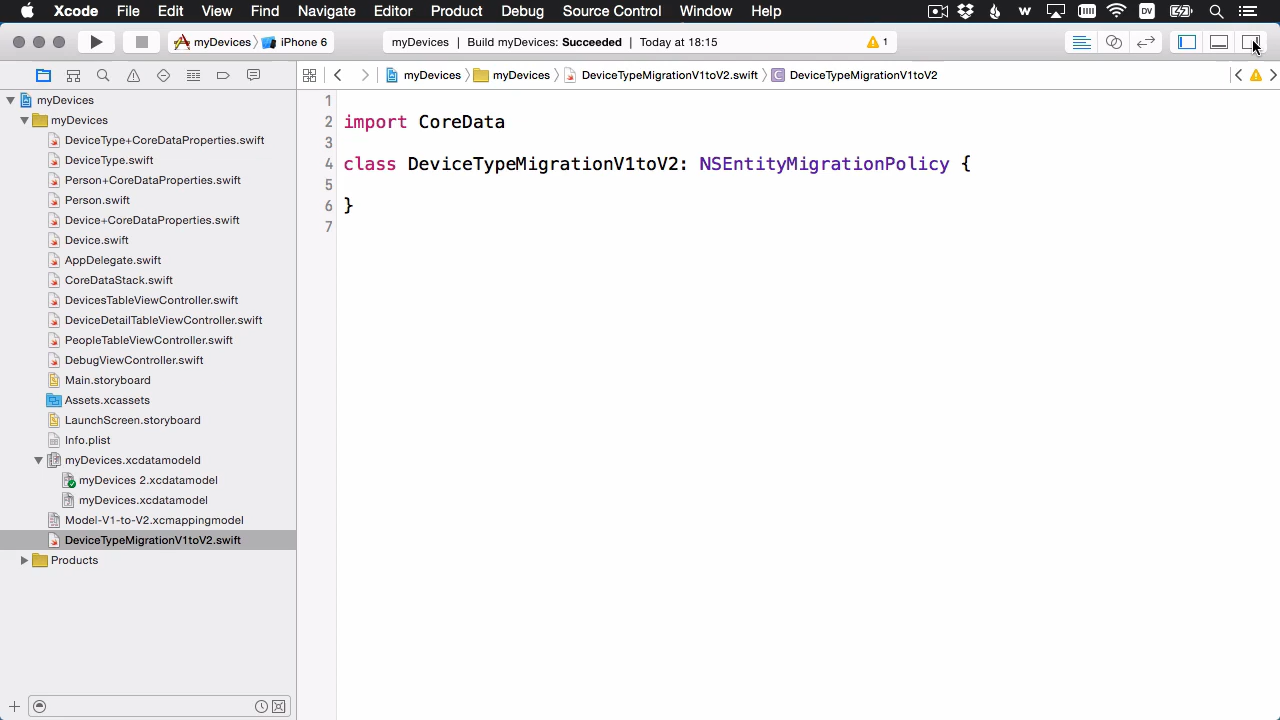 Xcode File Edit View Find Navigate Editor Product Debug Source Control Window Help
myDevices iPhone 6 myDevices | Build myDevices: Succeeded | Today at 18:15 1
myDevices myDevices DeviceTypeMigrationV1toV2.swift C DeviceTypeMigrationV1toV2
myDevices
myDevices
DeviceType+CoreDataProperties.swift
DeviceType.swift
Person+CoreDataProperties.swift
Person.swift
Device+CoreDataProperties.swift
Device.swift
AppDelegate.swift
CoreDataStack.swift
DevicesTableViewController.swift
DeviceDetailTableViewController.swift
PeopleTableViewController.swift
DebugViewController.swift
Main.storyboard
Assets.xcassets
LaunchScreen.storyboard
Info.plist
myDevices.xcdatamodeld
myDevices 2.xcdatamodel
myDevices.xcdatamodel
Model-V1-to-V2.xcmappingmodel
DeviceTypeMigrationV1toV2.swift
Products
1
2 import CoreData
3
4 class DeviceTypeMigrationV1toV2: NSEntityMigrationPolicy {
5
6 }
7